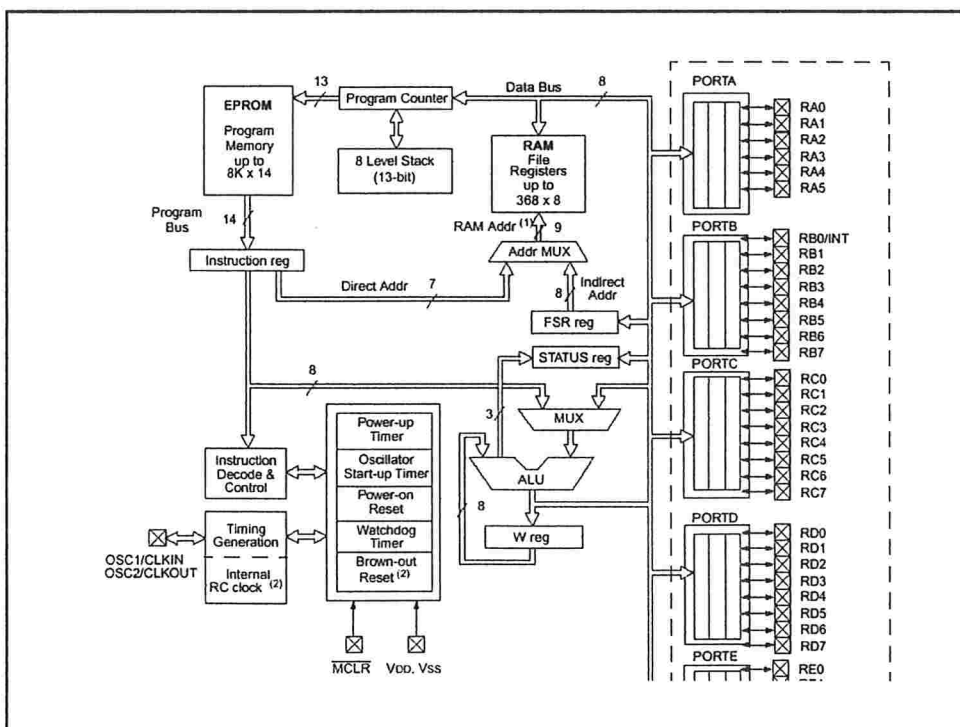 EPROM
Program
Memory
up to
8K x 14
13
Program Counter
8 Level Stack
(13-bit)
Data Bus
8
RAM
File
Registers
up to
368 x 8
Program
Bus
14
RAM Addr (1)
9
Addr MUX
Instruction reg
Direct Addr
7
8
Indirect
Addr
FSR reg
STATUS reg
8
3
MUX
ALU
8
W reg
Power-up
Timer
Oscillator
Start-up Timer
Power-on
Reset
Watchdog
Timer
Brown-out
Reset (2)
Instruction
Decode &
Control
Timing
Generation
Internal
RC clock (2)
OSC1/CLKIN
OSC2/CLKOUT
MCLR
VDD, VSS
PORTA
RA0
RA1
RA2
RA3
RA4
RA5
PORTB
RB0/INT
RB1
RB2
RB3
RB4
RB5
RB6
RB7
PORTC
RC0
RC1
RC2
RC3
RC4
RC5
RC6
RC7
PORTD
RD0
RD1
RD2
RD3
RD4
RD5
RD6
RD7
PORTE
RE0